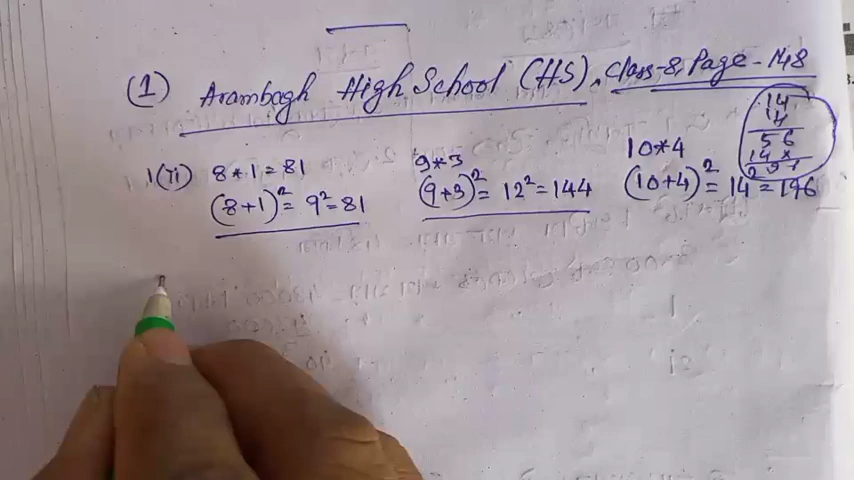 (1) Arambagh High School (HS), Class-8, Page-148
14
14
56
14×
1(ii) 8*1=81 9*3 10*4
(8+1)²= 9²=81 (9+3)²= 12²=144 (10+4)²= 14=196